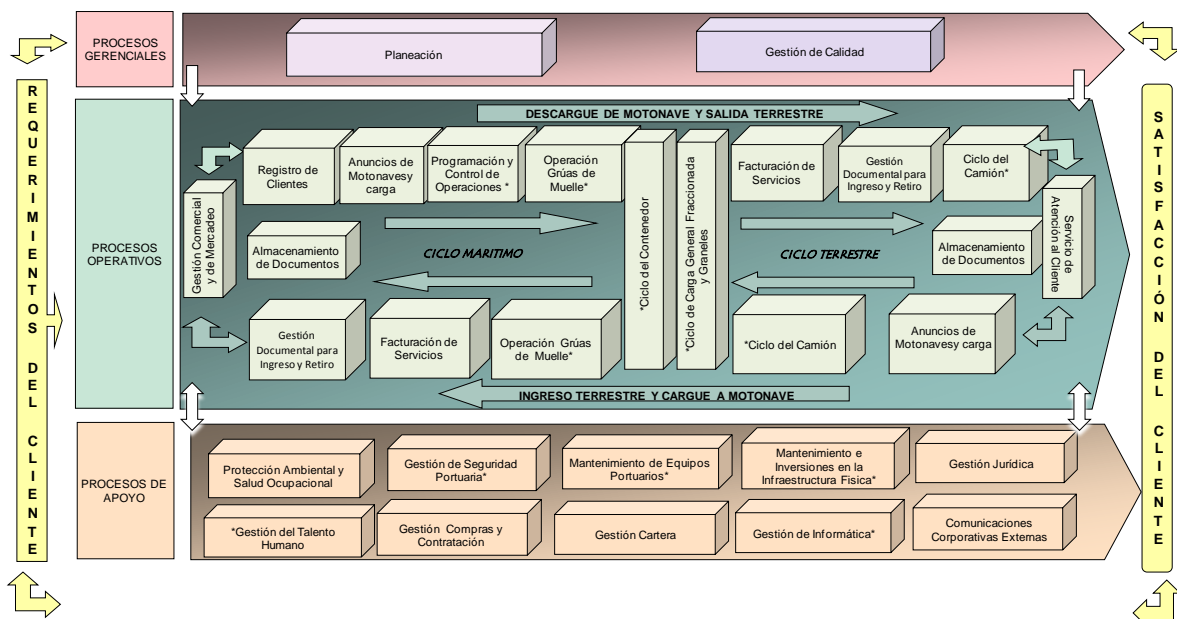 PROCESOS
GERENCIALES
Planeación
Gestión de Calidad
REQUERIMIENTOS DEL CLIENTE
SATISFACCIÓN DEL CLIENTE
PROCESOS
OPERATIVOS
DESCARGUE DE MOTONAVE Y SALIDA TERRESTRE
Gestión Comercial
y de Mercadeo
Registro de
Clientes
Anuncios de
Motonavesy
carga
Programación y
Control de
Operaciones *
Operación
Grúas de
Muelle*
*Ciclo del Contenedor
*Ciclo de Carga General Fraccionada
y Graneles
Facturación de
Servicios
Gestión
Documental para
Ingreso y Retiro
Ciclo del
Camión*
Servicio de
Atención al Cliente
Almacenamiento
de Documentos
CICLO MARITIMO
CICLO TERRESTRE
Almacenamiento
de Documentos
Gestión
Documental para
Ingreso y Retiro
Facturación de
Servicios
Operación Grúas
de Muelle*
*Ciclo del Camión
Anuncios de
Motonavesy carga
INGRESO TERRESTRE Y CARGUE A MOTONAVE
PROCESOS DE
APOYO
Protección Ambiental y
Salud Ocupacional
Gestión de Seguridad
Portuaria*
Mantenimiento de Equipos
Portuarios*
Mantenimiento e
Inversiones en la
Infraestructura Fisica*
Gestión Jurídica
*Gestión del Talento
Humano
Gestión Compras y
Contratación
Gestión Cartera
Gestión de Informática*
Comunicaciones
Corporativas Externas